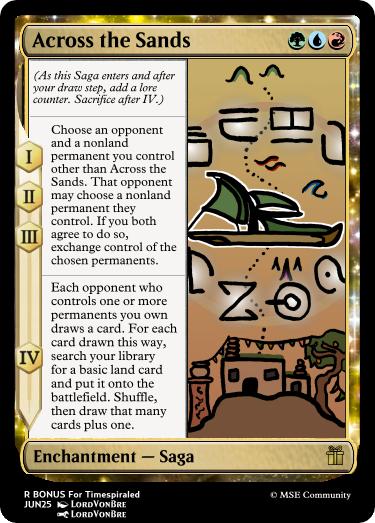 Across the Sands
(As this Saga enters and after
your draw step, add a lore
counter. Sacrifice after IV.)
I
II
III
Choose an opponent
and a nonland
permanent you control
other than Across the
Sands. That opponent
may choose a nonland
permanent they
control. If you both
agree to do so,
exchange control of the
chosen permanents.
IV
Each opponent who
controls one or more
permanents you own
draws a card. For each
card drawn this way,
search your library
for a basic land card
and put it onto the
battlefield. Shuffle,
then draw that many
cards plus one.
Enchantment — Saga
R BONUS For Timespiraled
JUN25 LordVonBre
LordVonBre
© MSE Community